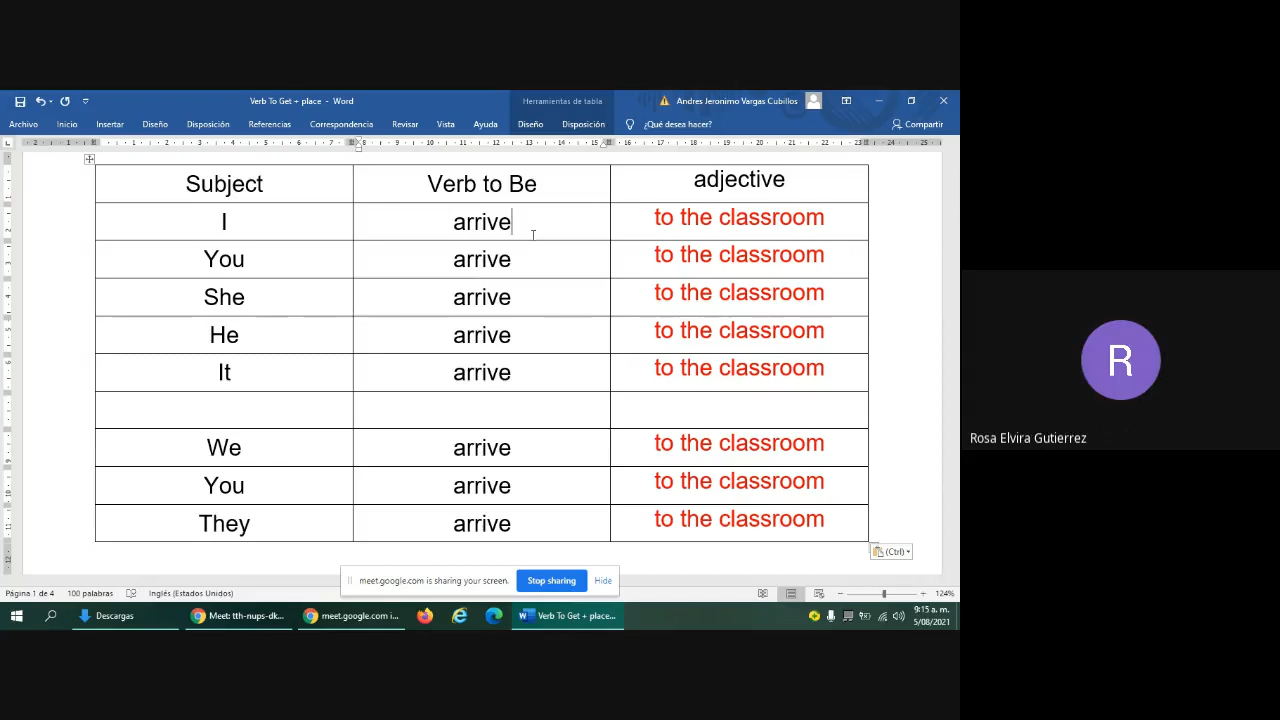 Verb To Get + place - Word
Herramientas de tabla
Andres Jeronimo Vargas Cubillos
Archivo Inicio Insertar Diseño Disposición Referencias Correspondencia Revisar Vista Ayuda Diseño Disposición ¿Qué desea hacer? Compartir
Subject Verb to Be adjective
I arrive to the classroom
You arrive to the classroom
She arrive to the classroom
He arrive to the classroom
It arrive to the classroom
We arrive to the classroom
You arrive to the classroom
They arrive to the classroom
(Ctrl)
meet.google.com is sharing your screen. Stop sharing Hide
Página 1 de 4 100 palabras Inglés (Estados Unidos) 124%
Descargas Meet: tth-nups-dk... meet.google.com i... Verb To Get + place... 9:15 a. m.
5/08/2021
R
Rosa Elvira Gutierrez